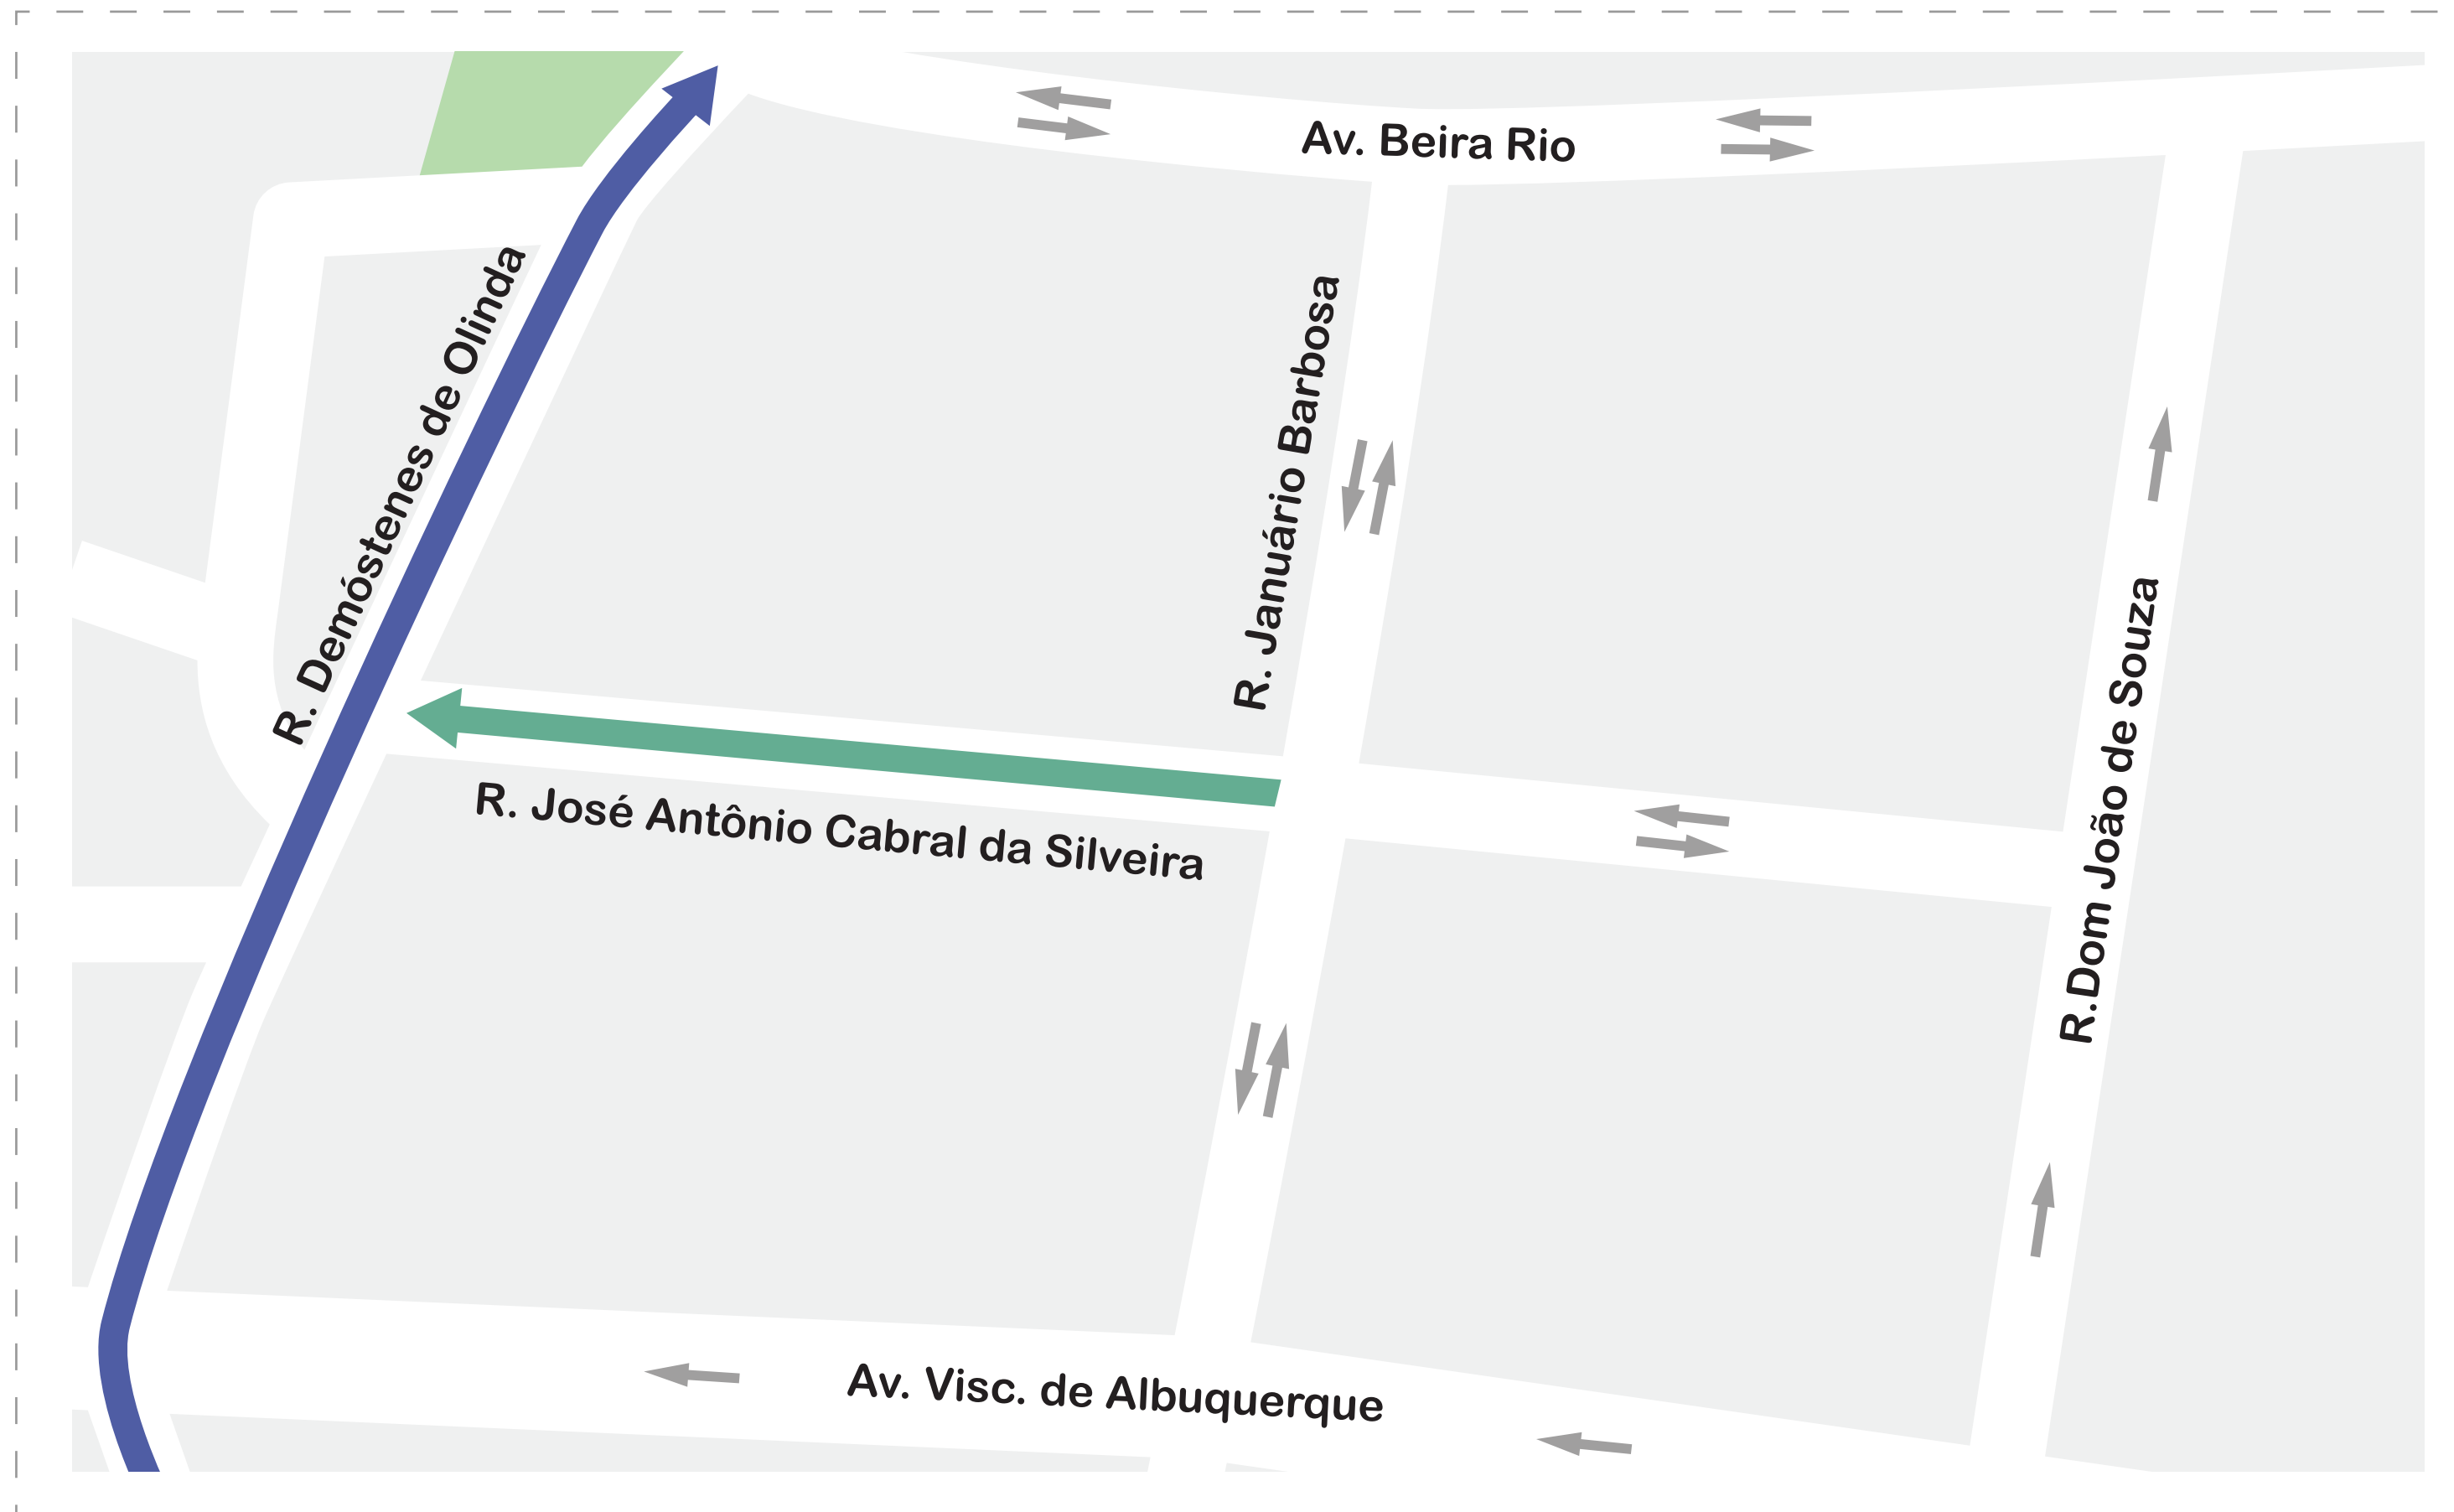 Av. Beira Rio
R. Demóstenes de Olinda
R. Januário Barbosa
R. Dom João de Souza
R. José Antônio Cabral da Silveira
Av. Visc. de Albuquerque